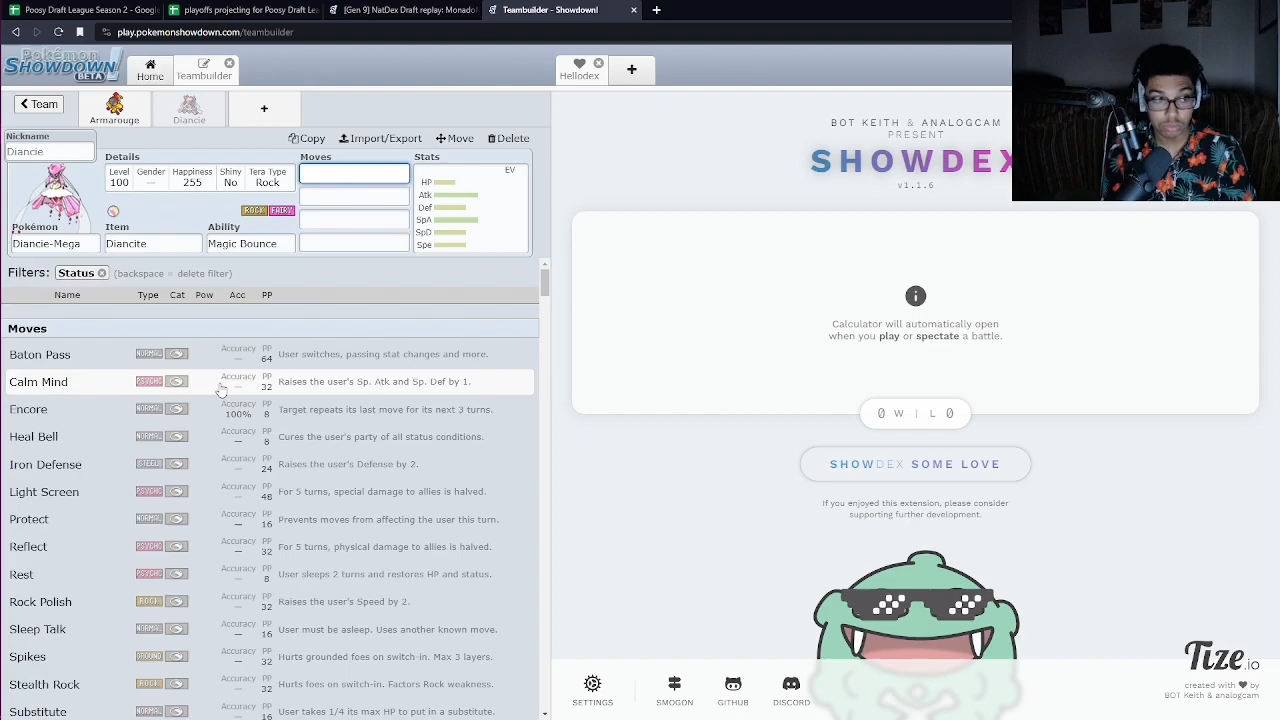 Poosy Draft League Season 2 - Google
playoffs projecting for Poosy Draft Le
[Gen 9] NatDex Draft replay: Monado
Teambuilder - Showdown
play.pokemonshowdown.com/teambuilder
Pokémon
SHOWDOWN!
BETA
Home
Teambuilder
Hellodex
Team
Armarouge
Diancie
Nickname
Diancie
Copy
Import/Export
Move
Delete
Details
Level
100
Gender
—
Happiness
255
Shiny
No
Tera Type
Rock
ROCK FAIRY
Pokémon
Diancie-Mega
Item
Diancite
Ability
Magic Bounce
Moves
Stats
EV
HP
Atk
Def
SpA
SpD
Spe
Filters: Status (backspace = delete filter)
Name Type Cat Pow Acc PP
Moves
Baton Pass NORMAL Accuracy — PP 64 User switches, passing stat changes and more.
Calm Mind PSYCHC Accuracy — PP 32 Raises the user's Sp. Atk and Sp. Def by 1.
Encore NORMAL Accuracy 100% PP 8 Target repeats its last move for its next 3 turns.
Heal Bell NORMAL Accuracy — PP 8 Cures the user's party of all status conditions.
Iron Defense STEEL Accuracy — PP 24 Raises the user's Defense by 2.
Light Screen PSYCHC Accuracy — PP 48 For 5 turns, special damage to allies is halved.
Protect NORMAL Accuracy — PP 16 Prevents moves from affecting the user this turn.
Reflect PSYCHC Accuracy — PP 32 For 5 turns, physical damage to allies is halved.
Rest PSYCHC Accuracy — PP 8 User sleeps 2 turns and restores HP and status.
Rock Polish ROCK Accuracy — PP 32 Raises the user's Speed by 2.
Sleep Talk NORMAL Accuracy — PP 16 User must be asleep. Uses another known move.
Spikes GROUND Accuracy — PP 32 Hurts grounded foes on switch-in. Max 3 layers.
Stealth Rock ROCK Accuracy — PP 32 Hurts foes on switch-in. Factors Rock weakness.
NORMAL Accuracy — PP 16 User takes 1/4 its max HP to put in a substitute.
BOT KEITH & ANALOGCAM
PRESENT
SHOWDEX
v1.1.6
Calculator will automatically open
when you play or spectate a battle.
0 W | L 0
SHOWDEX SOME LOVE
If you enjoyed this extension, please consider
supporting further development.
SETTINGS
SMOGON
GITHUB
DISCORD
Tize.io
created with ♥ by
BOT Keith & analogcam